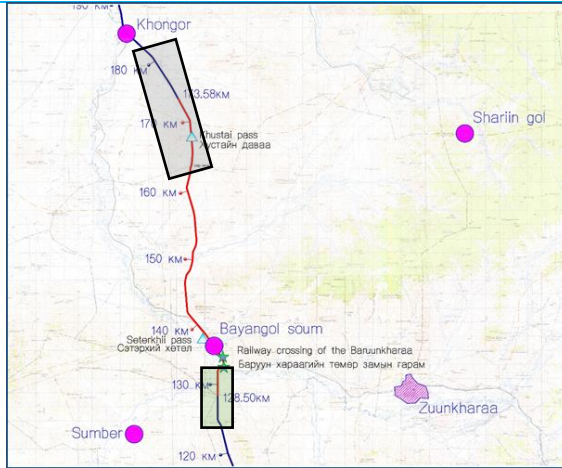 190 км
Khongor
180 КМ
173.58КМ
Shariin gol
170 КМ
Khustai pass
Хустайн даваа
160 КМ
150 КМ
140 КМ
Seterkhii pass
Сэтэрхий хөтөл
Bayangol soum
Railway crossing of the Baruunkharaa
Баруун хараагийн төмөр замын гарам
130 КМ
128.50КМ
Zuunkharaa
Sumber
120 КМ